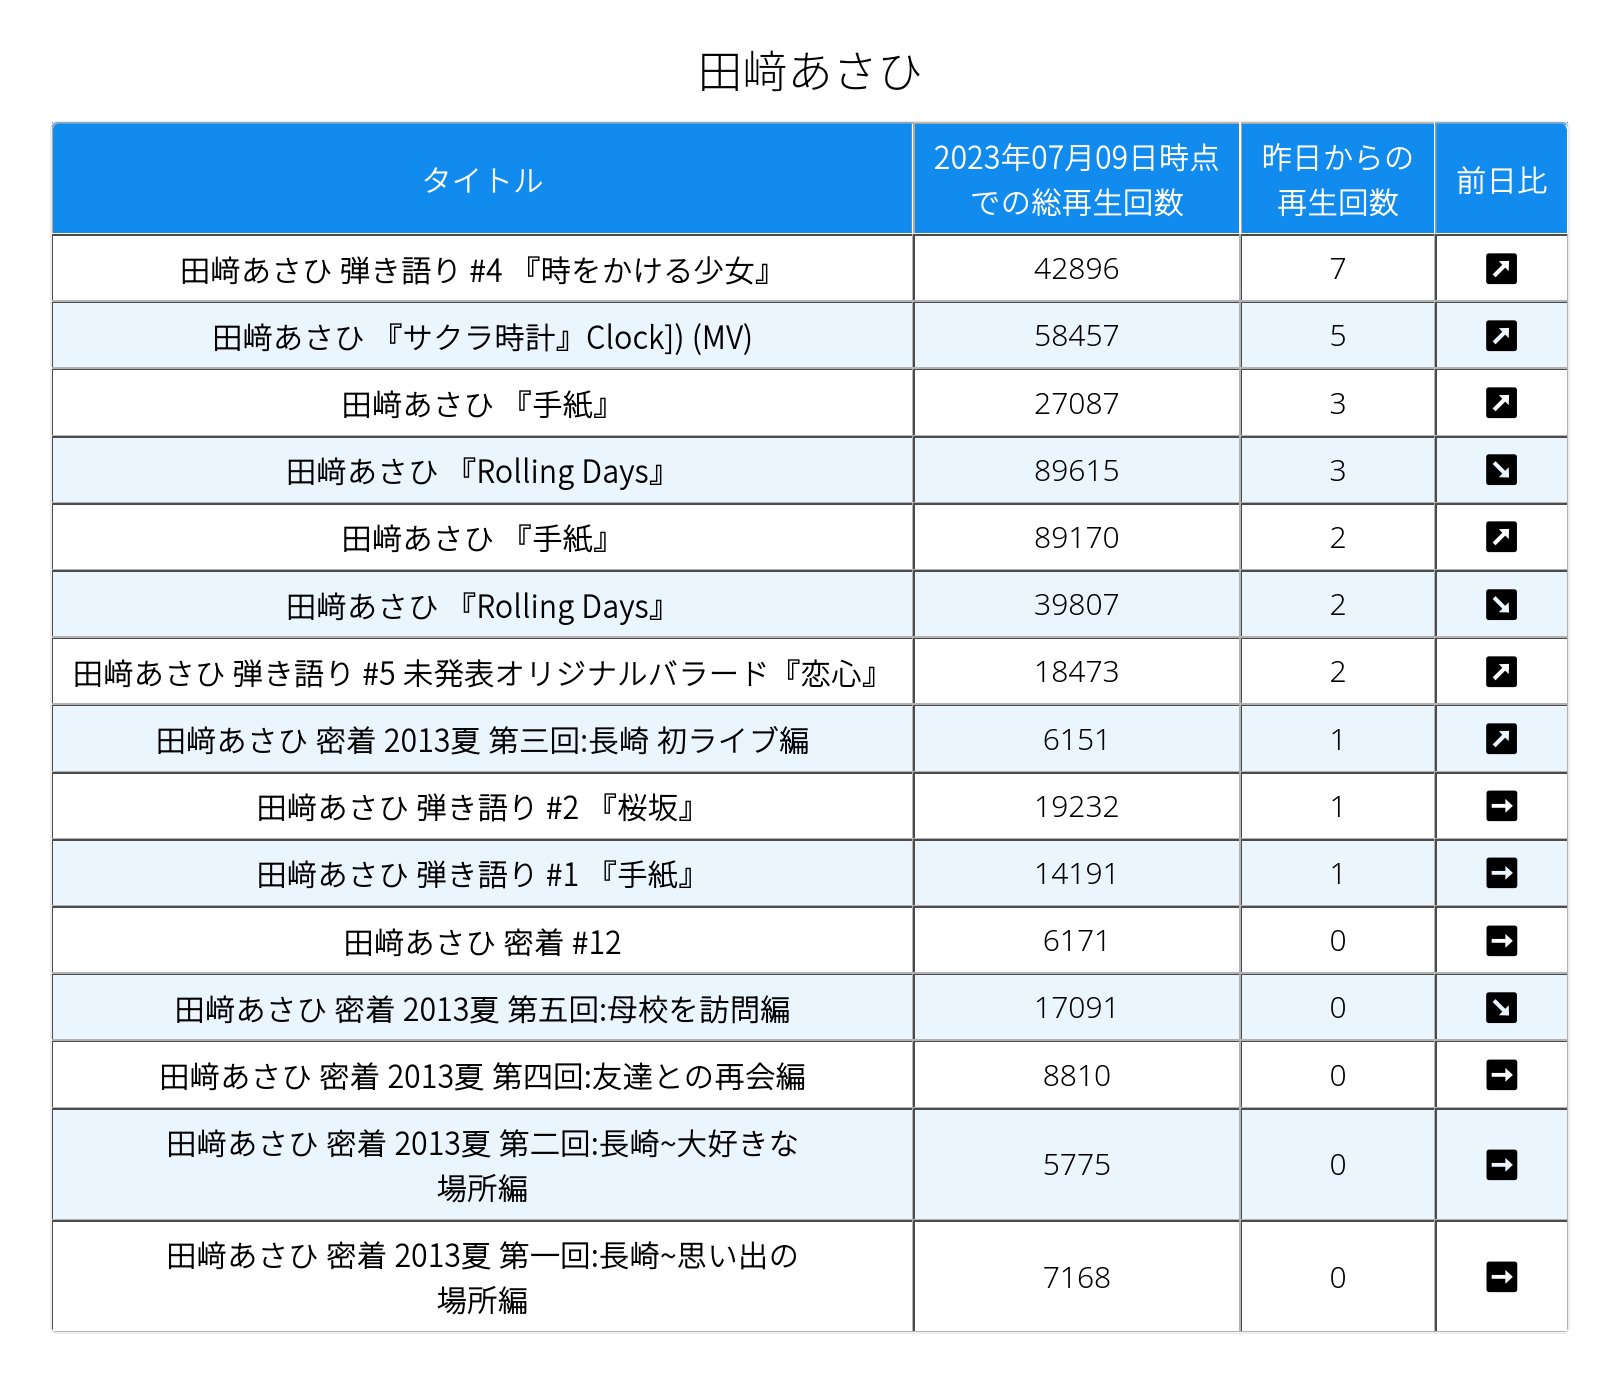 田﨑あさひ
タイトル
2023年07月09日時点
での総再生回数
昨日からの
再生回数
前日比
田﨑あさひ 弾き語り #4 『時をかける少女』 42896 7
田﨑あさひ 『サクラ時計』Clock]) (MV) 58457 5
田﨑あさひ 『手紙』 27087 3
田﨑あさひ 『Rolling Days』 89615 3
田﨑あさひ 『手紙』 89170 2
田﨑あさひ 『Rolling Days』 39807 2
田﨑あさひ 弾き語り #5 未発表オリジナルバラード『恋心』 18473 2
田﨑あさひ 密着 2013夏 第三回:長崎 初ライブ編 6151 1
田﨑あさひ 弾き語り #2 『桜坂』 19232 1
田﨑あさひ 弾き語り #1 『手紙』 14191 1
田﨑あさひ 密着 #12 6171 0
田﨑あさひ 密着 2013夏 第五回:母校を訪問編 17091 0
田﨑あさひ 密着 2013夏 第四回:友達との再会編 8810 0
田﨑あさひ 密着 2013夏 第二回:長崎~大好きな
場所編 5775 0
田﨑あさひ 密着 2013夏 第一回:長崎~思い出の
場所編 7168 0